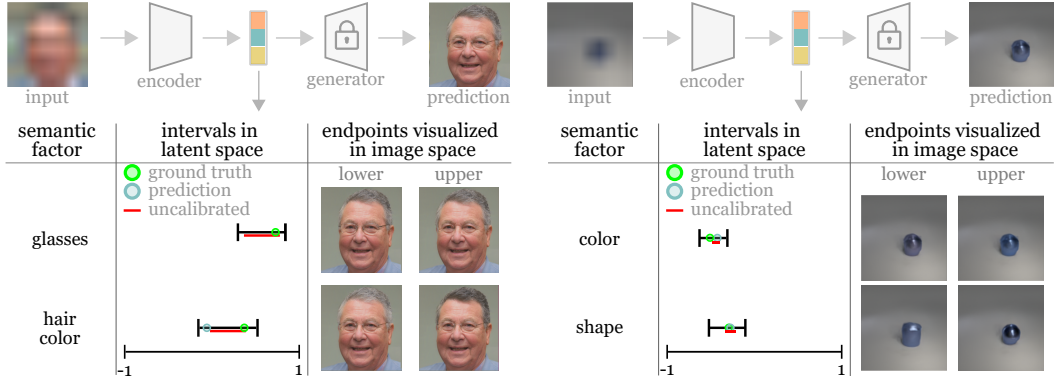 input
encoder
generator
prediction
semantic
factor
intervals in
latent space
endpoints visualized
in image space
ground truth
prediction
uncalibrated
lower
upper
glasses
hair
color
-1
1
input
encoder
generator
prediction
semantic
factor
intervals in
latent space
endpoints visualized
in image space
ground truth
prediction
uncalibrated
lower
upper
color
shape
-1
1